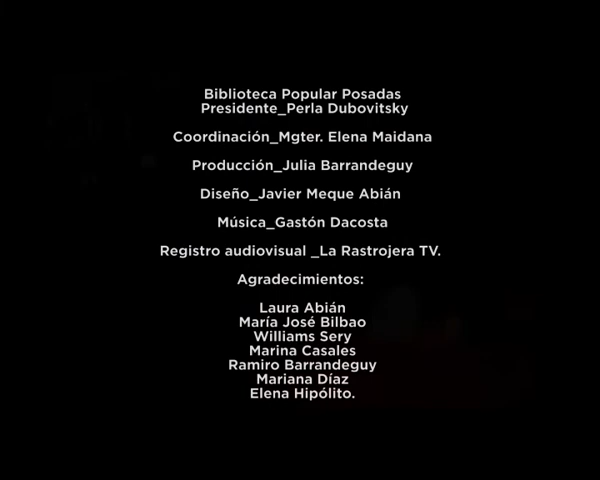 Biblioteca Popular Posadas
Presidente_Perla Dubovitsky
Coordinación_Mgter. Elena Maidana
Producción_Julia Barrandeguy
Diseño_Javier Meque Abián
Música_Gastón Dacosta
Registro audiovisual _La Rastrojera TV.
Agradecimientos:
Laura Abián
María José Bilbao
Williams Sery
Marina Casales
Ramiro Barrandeguy
Mariana Díaz
Elena Hipólito.